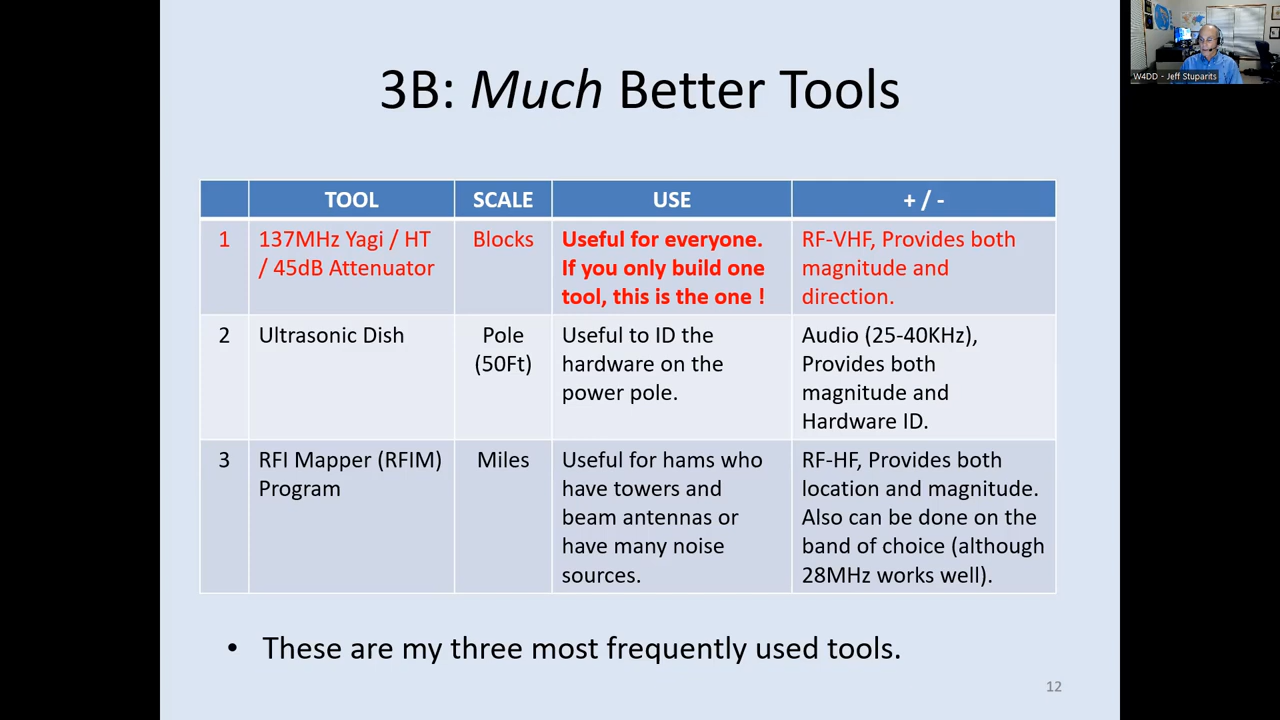 W4DD - Jeff Stuparits
3B: Much Better Tools
TOOL
SCALE
USE
+ / -
1
137MHz Yagi / HT
/ 45dB Attenuator
Blocks
Useful for everyone.
If you only build one
tool, this is the one !
RF-VHF, Provides both
magnitude and
direction.
2
Ultrasonic Dish
Pole
(50Ft)
Useful to ID the
hardware on the
power pole.
Audio (25-40KHz),
Provides both
magnitude and
Hardware ID.
3
RFI Mapper (RFIM)
Program
Miles
Useful for hams who
have towers and
beam antennas or
have many noise
sources.
RF-HF, Provides both
location and magnitude.
Also can be done on the
band of choice (although
28MHz works well).
• These are my three most frequently used tools.
12